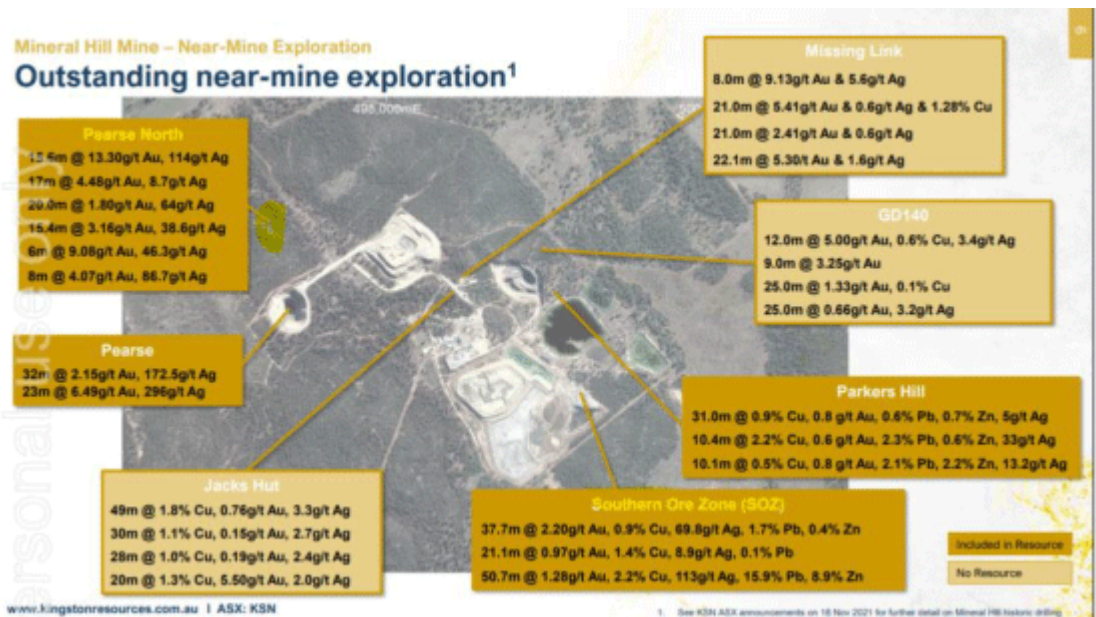 Mineral Hill Mine – Near-Mine Exploration
Outstanding near-mine exploration¹
6
495,000mE
Pearse North
15.6m @ 13.30g/t Au, 114g/t Ag
17m @ 4.48g/t Au, 8.7g/t Ag
20.0m @ 1.80g/t Au, 64g/t Ag
15.4m @ 3.16g/t Au, 38.6g/t Ag
6m @ 9.08g/t Au, 46.3g/t Ag
8m @ 4.07g/t Au, 86.7g/t Ag
Pearse
32m @ 2.15g/t Au, 172.5g/t Ag
23m @ 6.49g/t Au, 296g/t Ag
Jacks Hut
49m @ 1.8% Cu, 0.76g/t Au, 3.3g/t Ag
30m @ 1.1% Cu, 0.15g/t Au, 2.7g/t Ag
28m @ 1.0% Cu, 0.19g/t Au, 2.4g/t Ag
20m @ 1.3% Cu, 5.50g/t Au, 2.0g/t Ag
Missing Link
8.0m @ 9.13g/t Au & 5.6g/t Ag
21.0m @ 5.41g/t Au & 0.6g/t Ag & 1.28% Cu
21.0m @ 2.41g/t Au & 0.6g/t Ag
22.1m @ 5.30/t Au & 1.6g/t Ag
GD140
12.0m @ 5.00g/t Au, 0.6% Cu, 3.4g/t Ag
9.0m @ 3.25g/t Au
25.0m @ 1.33g/t Au, 0.1% Cu
25.0m @ 0.66g/t Au, 3.2g/t Ag
Parkers Hill
31.0m @ 0.9% Cu, 0.8 g/t Au, 0.6% Pb, 0.7% Zn, 5g/t Ag
10.4m @ 2.2% Cu, 0.6 g/t Au, 2.3% Pb, 0.6% Zn, 33g/t Ag
10.1m @ 0.5% Cu, 0.8 g/t Au, 2.1% Pb, 2.2% Zn, 13.2g/t Ag
Southern Ore Zone (SOZ)
37.7m @ 2.20g/t Au, 0.9% Cu, 69.8g/t Ag, 1.7% Pb, 0.4% Zn
21.1m @ 0.97g/t Au, 1.4% Cu, 8.9g/t Ag, 0.1% Pb
50.7m @ 1.28g/t Au, 2.2% Cu, 113g/t Ag, 15.9% Pb, 8.9% Zn
Included in Resource
No Resource
www.kingstonresources.com.au | ASX: KSN
1. See KSN ASX announcements on 18 Nov 2021 for further detail on Mineral Hill historic drilling
ersonal use only